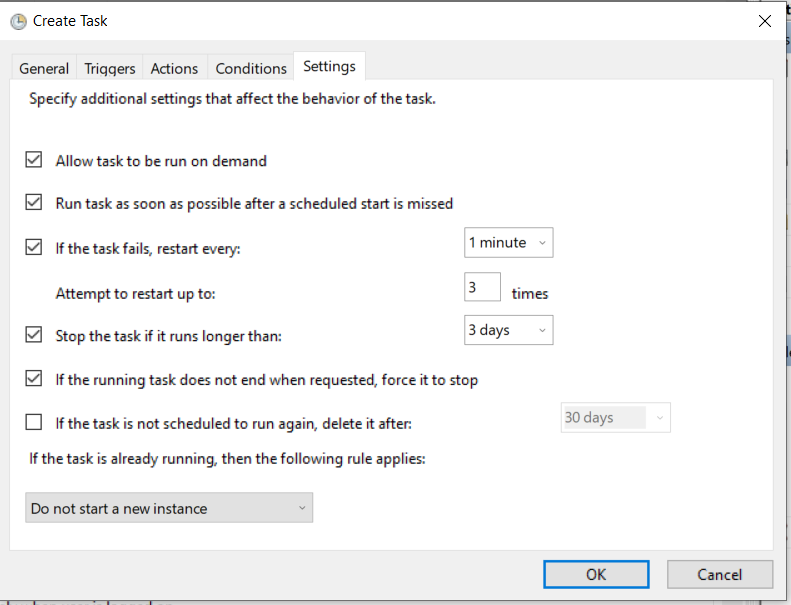 Create Task
General Triggers Actions Conditions Settings
Specify additional settings that affect the behavior of the task.
Allow task to be run on demand
Run task as soon as possible after a scheduled start is missed
If the task fails, restart every: 1 minute
Attempt to restart up to: 3 times
Stop the task if it runs longer than: 3 days
If the running task does not end when requested, force it to stop
If the task is not scheduled to run again, delete it after: 30 days
If the task is already running, then the following rule applies:
Do not start a new instance
OK Cancel